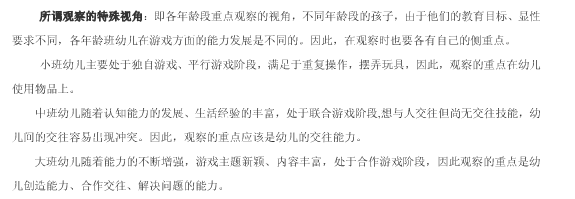 所谓观察的特殊视角：即各年龄段重点观察的视角，不同年龄段的孩子，由于他们的教育目标、显性
要求不同，各年龄班幼儿在游戏方面的能力发展是不同的。因此，在观察时也要各有自己的侧重点。
小班幼儿主要处于独自游戏、平行游戏阶段，满足于重复操作，摆弄玩具，因此，观察的重点在幼儿
使用物品上。
中班幼儿随着认知能力的发展、生活经验的丰富，处于联合游戏阶段,想与人交往但尚无交往技能，幼
儿间的交往容易出现冲突。因此，观察的重点应该是幼儿的交往能力。
大班幼儿随着能力的不断增强，游戏主题新颖、内容丰富，处于合作游戏阶段，因此观察的重点是幼
儿创造能力、合作交往、解决问题的能力。